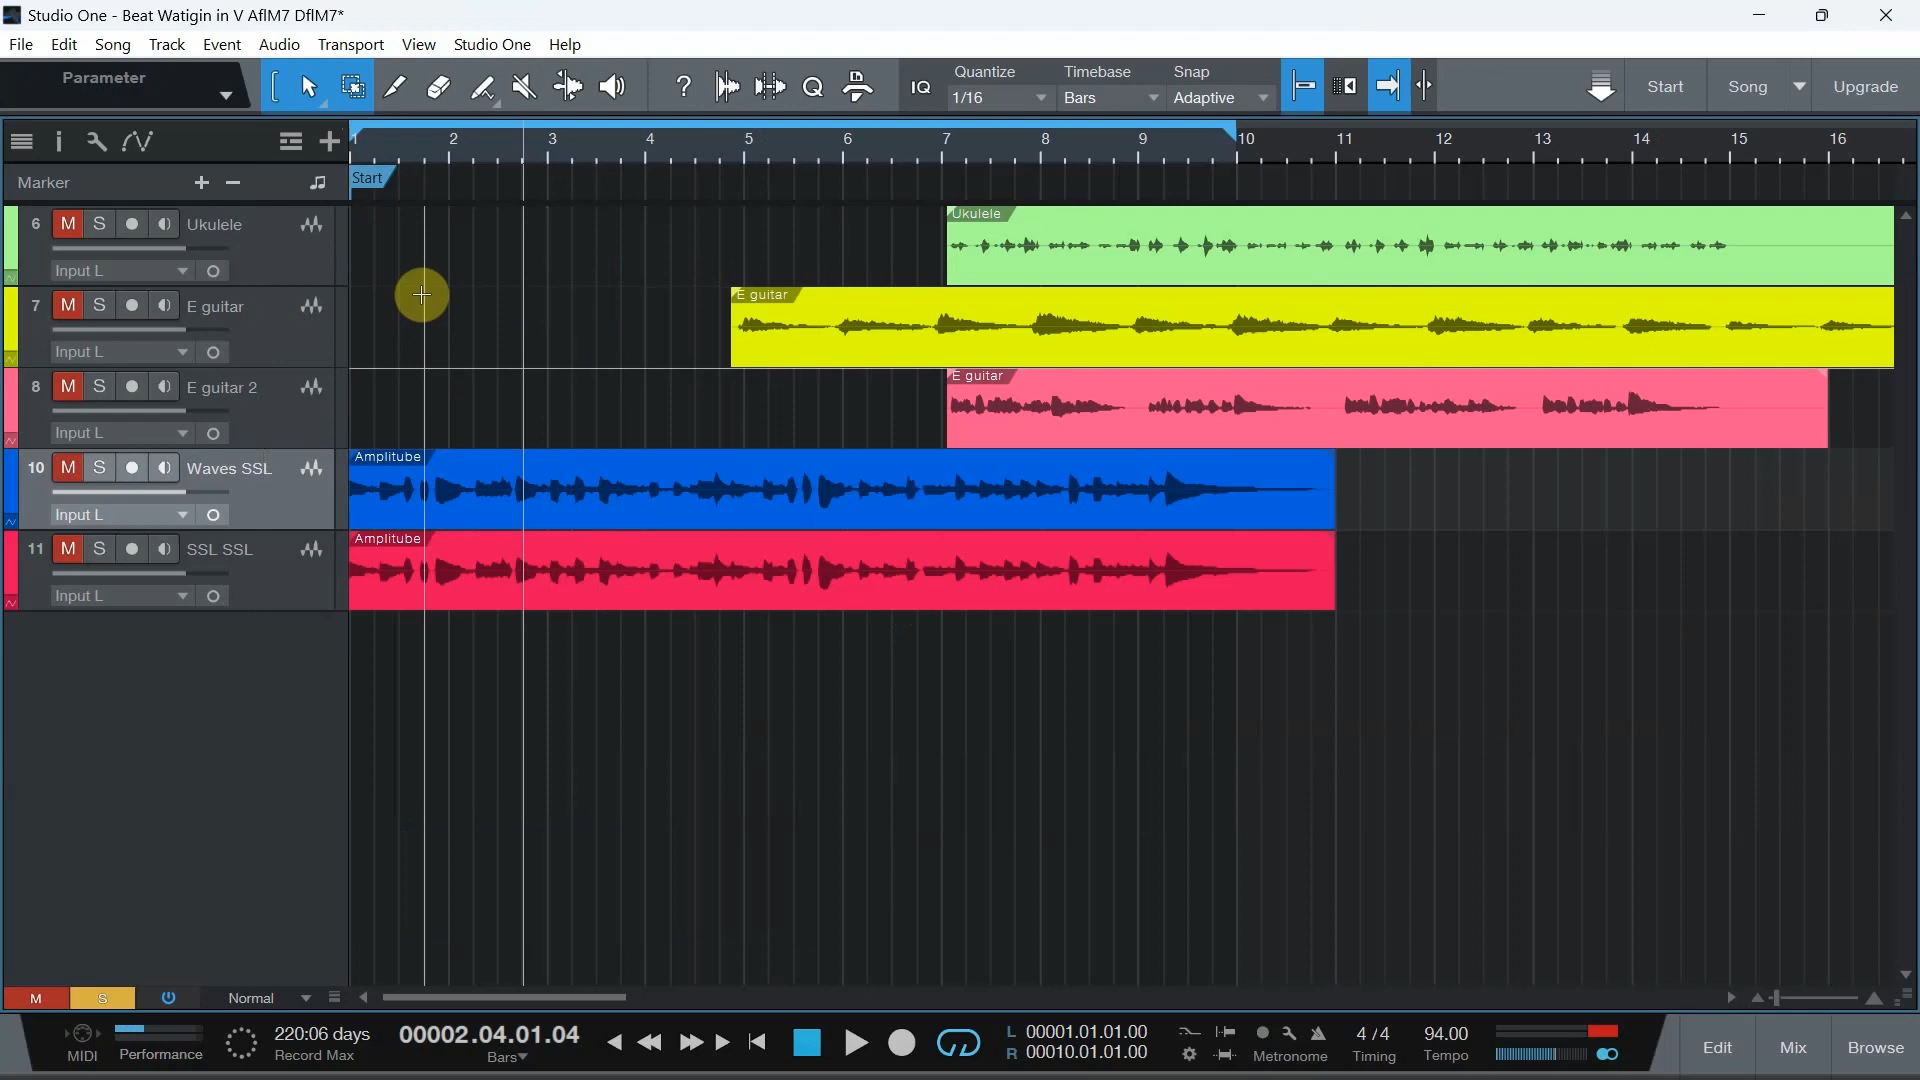 Studio One - Beat Watigin in V AflM7 DflM7*
File Edit Song Track Event Audio Transport View Studio One Help
Parameter
IQ
Quantize
1/16
Timebase
Bars
Snap
Adaptive
Start
Song
Upgrade
1 2 3 4 5 6 7 8 9 10 11 12 13 14 15 16
Marker
Start
6 M S Ukulele
Input L
Ukulele
7 M S E guitar
Input L
E guitar
8 M S E guitar 2
Input L
E guitar
10 M S Waves SSL
Input L
Amplitube
11 M S SSL SSL
Input L
Amplitube
M S Normal
MIDI
Performance
220:06 days
Record Max
00002.04.01.04
Bars
L 00001.01.01.00
R 00010.01.01.00
Metronome
4 / 4
Timing
94.00
Tempo
Edit
Mix
Browse